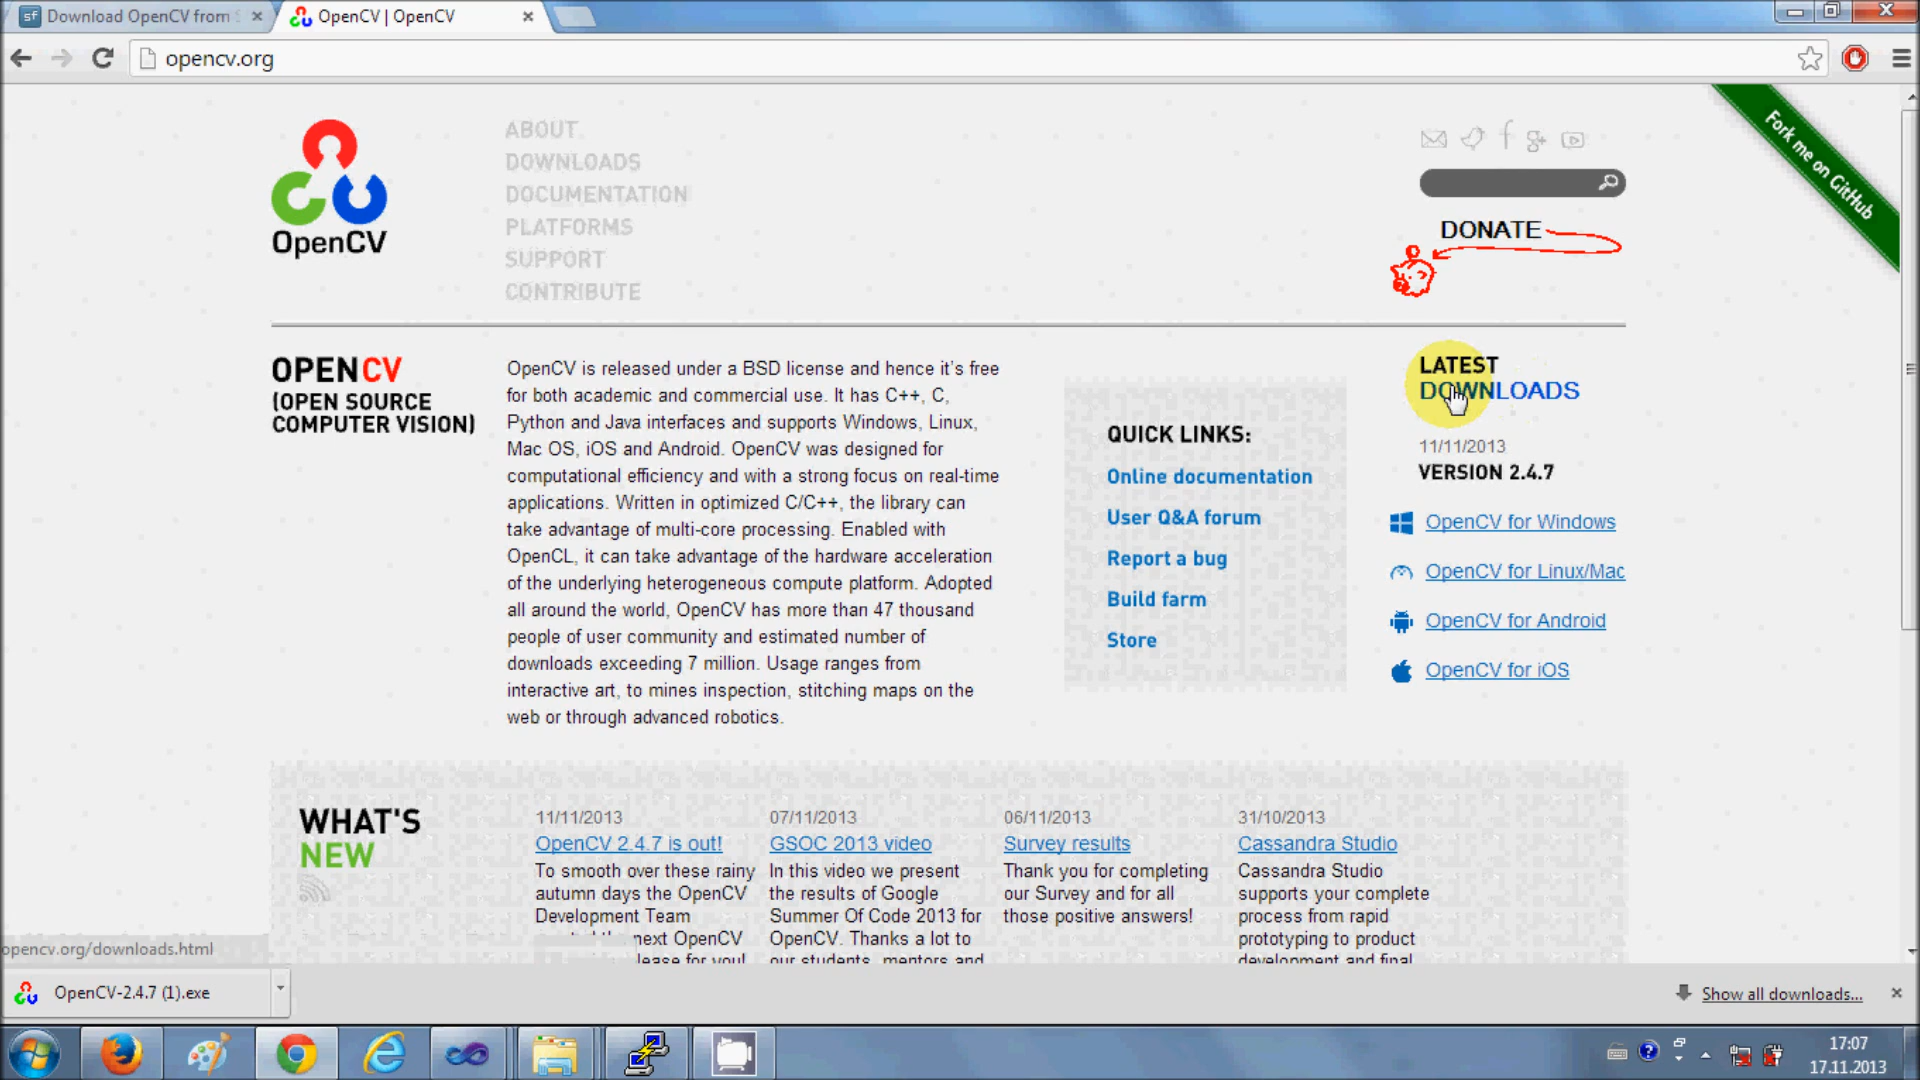 Download OpenCV from S
OpenCV | OpenCV
opencv.org
Fork me on GitHub
OpenCV
ABOUT
DOWNLOADS
DOCUMENTATION
PLATFORMS
SUPPORT
CONTRIBUTE
DONATE
OPENCV
(OPEN SOURCE
COMPUTER VISION)
OpenCV is released under a BSD license and hence it's free
for both academic and commercial use. It has C++, C,
Python and Java interfaces and supports Windows, Linux,
Mac OS, iOS and Android. OpenCV was designed for
computational efficiency and with a strong focus on real-time
applications. Written in optimized C/C++, the library can
take advantage of multi-core processing. Enabled with
OpenCL, it can take advantage of the hardware acceleration
of the underlying heterogeneous compute platform. Adopted
all around the world, OpenCV has more than 47 thousand
people of user community and estimated number of
downloads exceeding 7 million. Usage ranges from
interactive art, to mines inspection, stitching maps on the
web or through advanced robotics.
QUICK LINKS:
Online documentation
User Q&A forum
Report a bug
Build farm
Store
LATEST
DOWNLOADS
11/11/2013
VERSION 2.4.7
OpenCV for Windows
OpenCV for Linux/Mac
OpenCV for Android
OpenCV for iOS
WHAT'S
NEW
11/11/2013
OpenCV 2.4.7 is out!
To smooth over these rainy
autumn days the OpenCV
Development Team
next OpenCV
lease for you!
07/11/2013
GSOC 2013 video
In this video we present
the results of Google
Summer Of Code 2013 for
OpenCV. Thanks a lot to
our students, mentors and
06/11/2013
Survey results
Thank you for completing
our Survey and for all
those positive answers!
31/10/2013
Cassandra Studio
Cassandra Studio
supports your complete
process from rapid
prototyping to product
development and final
opencv.org/downloads.html
OpenCV-2.4.7 (1).exe
Show all downloads...
17:07
17.11.2013